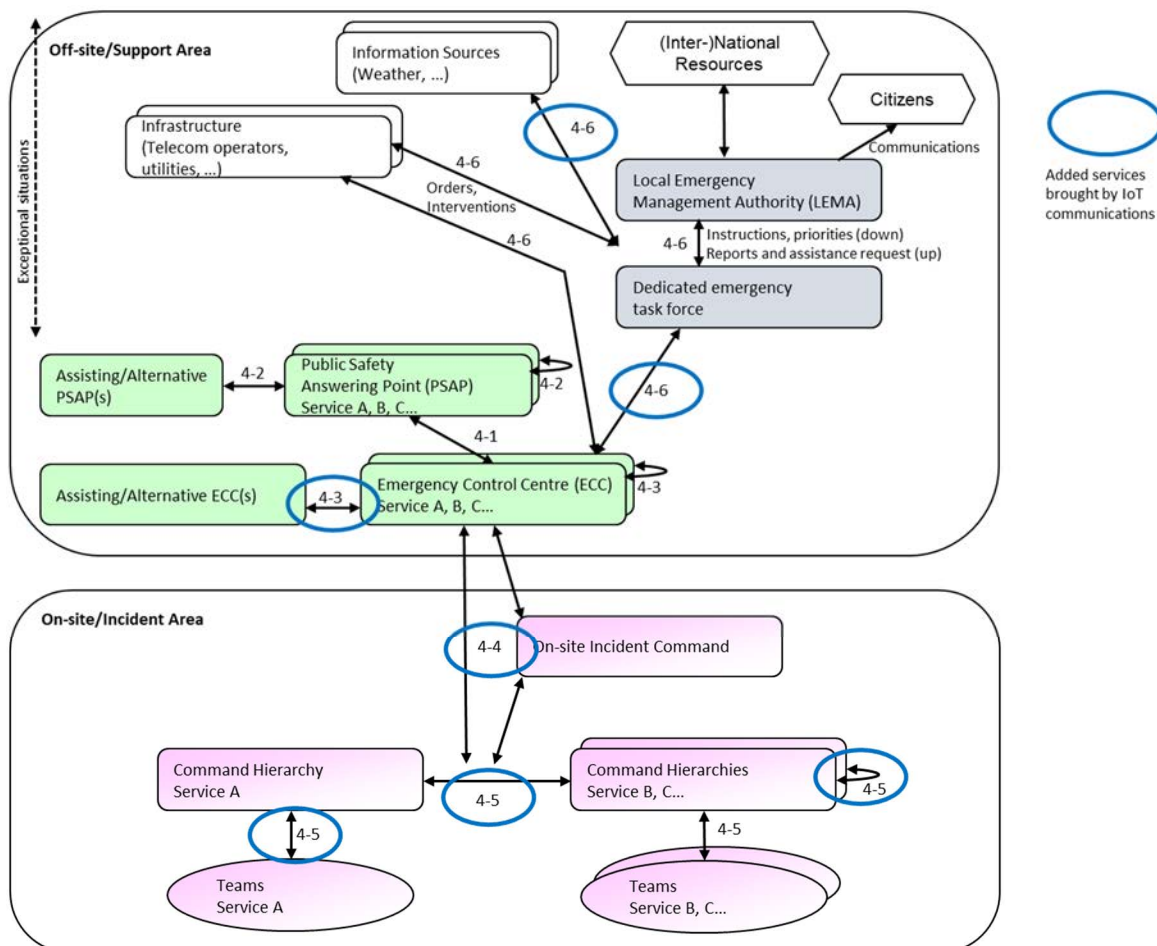 Off-site/Support Area
Exceptional situations
Information Sources
(Weather, ...)
(Inter-)National
Resources
Citizens
Communications
Infrastructure
(Telecom operators,
utilities, ...)
4-6
4-6
Orders,
Interventions
4-6
Local Emergency
Management Authority (LEMA)
4-6
Instructions, priorities (down)
Reports and assistance request (up)
Dedicated emergency
task force
Added services
brought by IoT
communications
Assisting/Alternative
PSAP(s)
4-2
Public Safety
Answering Point (PSAP)
Service A, B, C...
4-2
4-6
4-1
Assisting/Alternative ECC(s)
4-3
Emergency Control Centre (ECC)
Service A, B, C...
4-3
On-site/Incident Area
4-4
On-site Incident Command
Command Hierarchy
Service A
4-5
Command Hierarchies
Service B, C...
4-5
4-5
4-5
Teams
Service A
Teams
Service B, C...